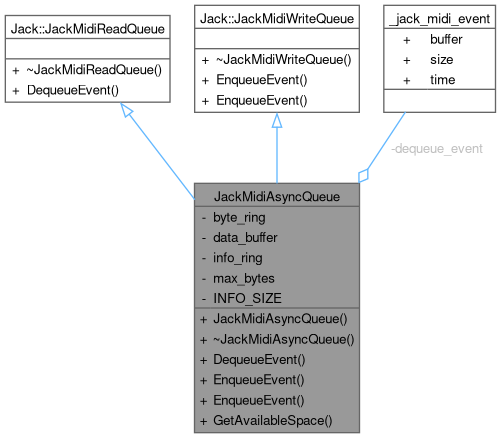 Jack::JackMidiReadQueue
+ ~JackMidiReadQueue()
+ DequeueEvent()
Jack::JackMidiWriteQueue
+ ~JackMidiWriteQueue()
+ EnqueueEvent()
+ EnqueueEvent()
_jack_midi_event
+ buffer
+ size
+ time
-dequeue_event
JackMidiAsyncQueue
- byte_ring
- data_buffer
- info_ring
- max_bytes
- INFO_SIZE
+ JackMidiAsyncQueue()
+ ~JackMidiAsyncQueue()
+ DequeueEvent()
+ EnqueueEvent()
+ EnqueueEvent()
+ GetAvailableSpace()